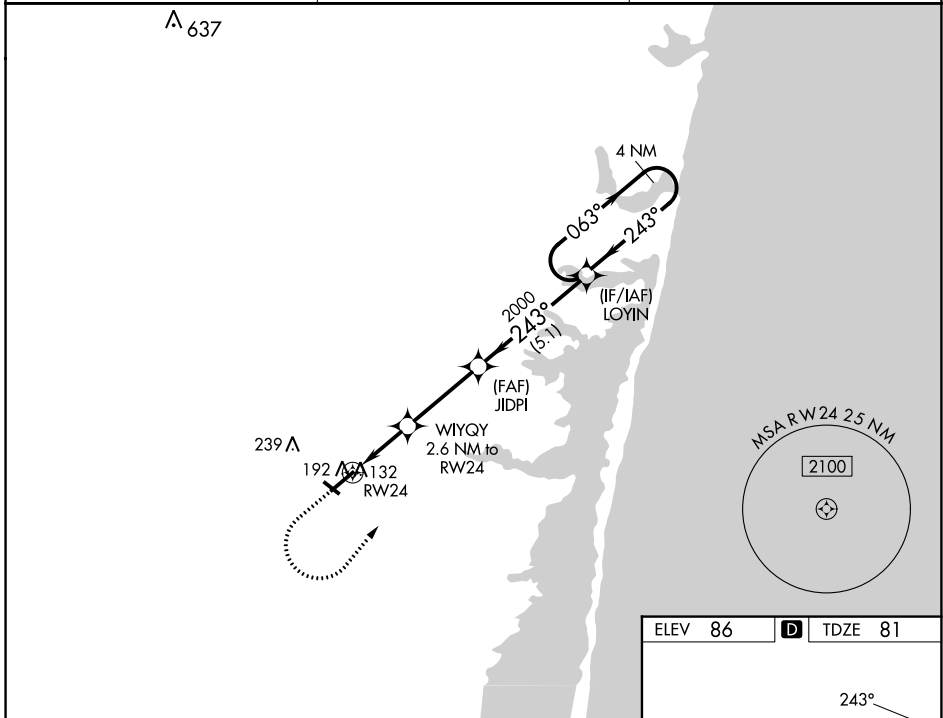 637
4 NM
063°
243°
(IF/IAF)
LOYIN
2000
243°
(5.1)
(FAF)
JIDPI
WIYQY
2.6 NM to
RW24
239
192
132
RW24
MSA RW24 25 NM
2100
ELEV 86 D TDZE 81
243°